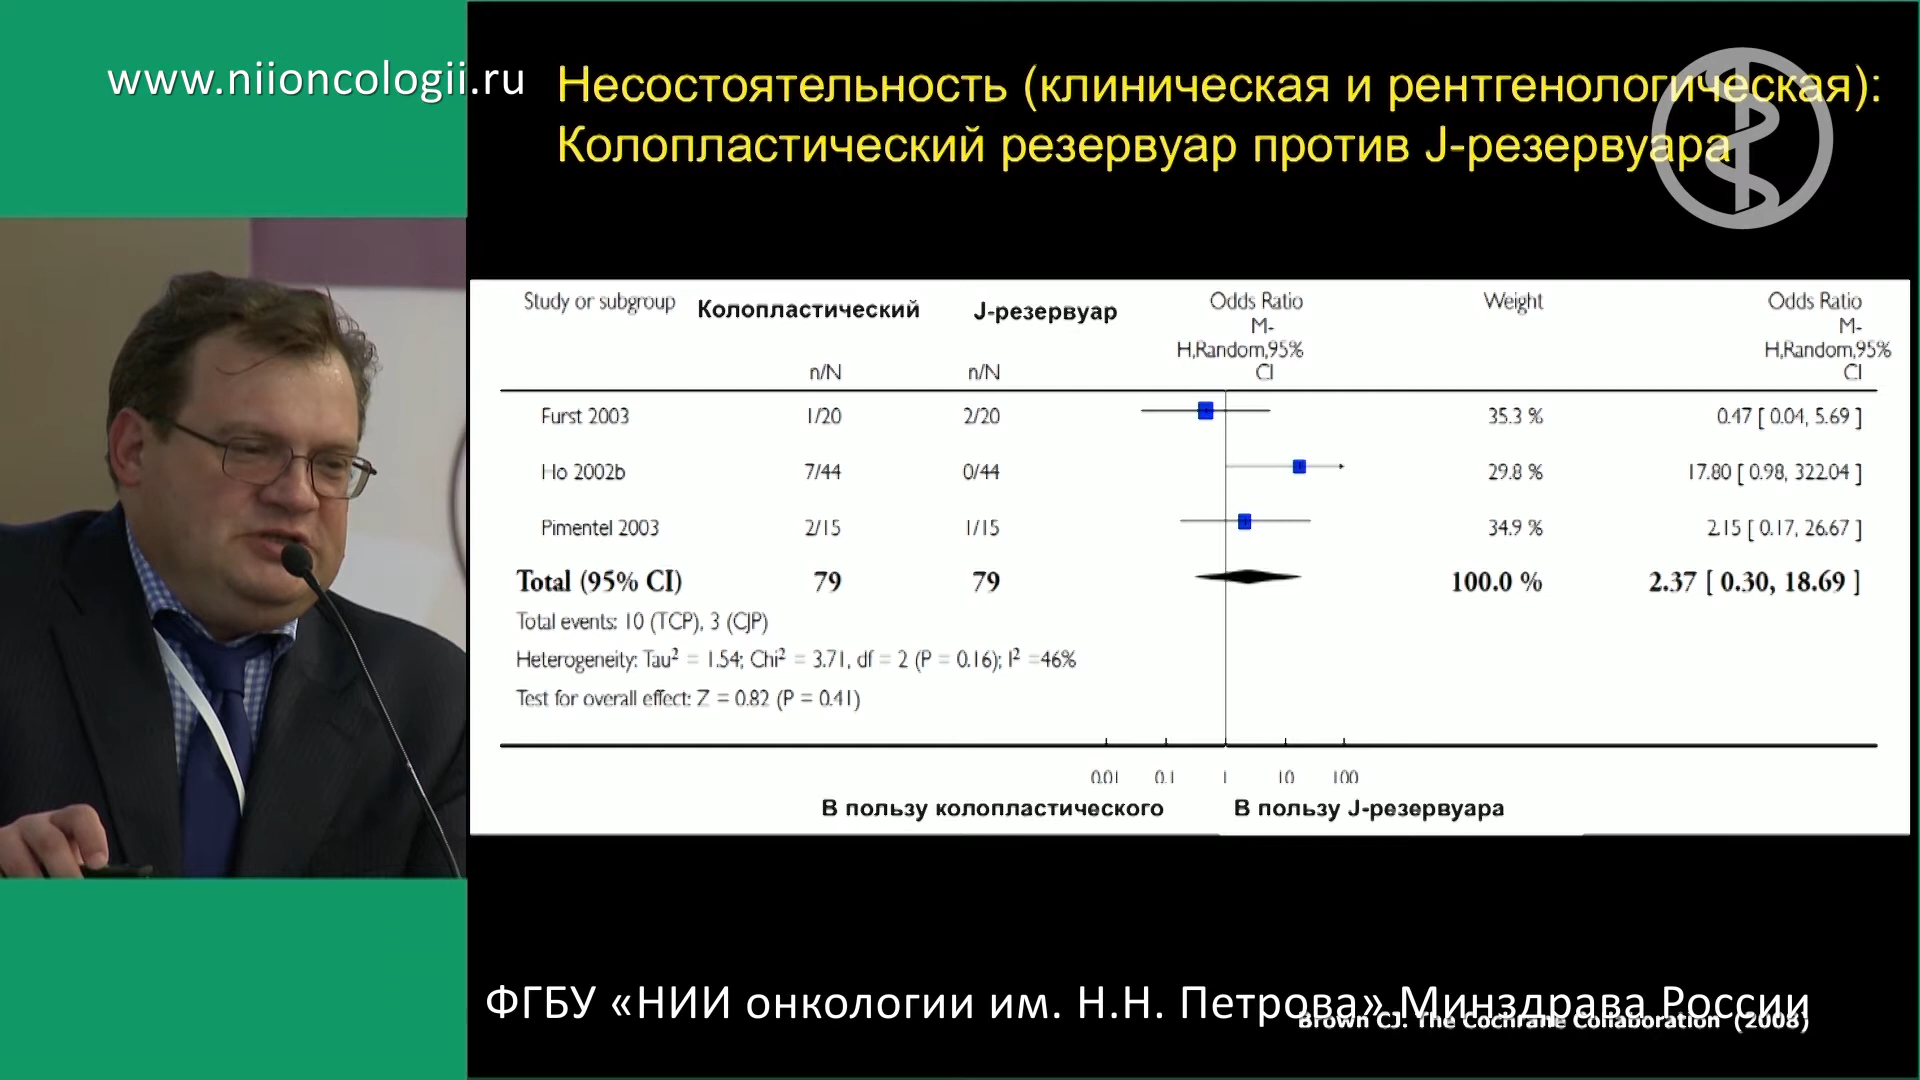 www.niioncologii.ru
Несостоятельность (клиническая и рентгенологическая):
Колопластический резервуар против J-резервуара
Study or subgroup Колопластический J-резервуар Odds Ratio Weight Odds Ratio
M- M-
H,Random,95% H,Random,95%
n/N n/N CI CI
Furst 2003 1/20 2/20 35.3 % 0.47 [ 0.04, 5.69 ]
Ho 2002b 7/44 0/44 29.8 % 17.80 [ 0.98, 322.04 ]
Pimentel 2003 2/15 1/15 34.9 % 2.15 [ 0.17, 26.67 ]
Total (95% CI) 79 79 100.0 % 2.37 [ 0.30, 18.69 ]
Total events: 10 (TCP), 3 (CJP)
Heterogeneity: Tau² = 1.54; Chi² = 3.71, df = 2 (P = 0.16); I² =46%
Test for overall effect: Z = 0.82 (P = 0.41)
0.01 0.1 1 10 100
В пользу колопластического В пользу J-резервуара
ФГБУ «НИИ онкологии им. Н.Н. Петрова» Минздрава России
Brown CJ. The Cochrane Collaboration (2008)